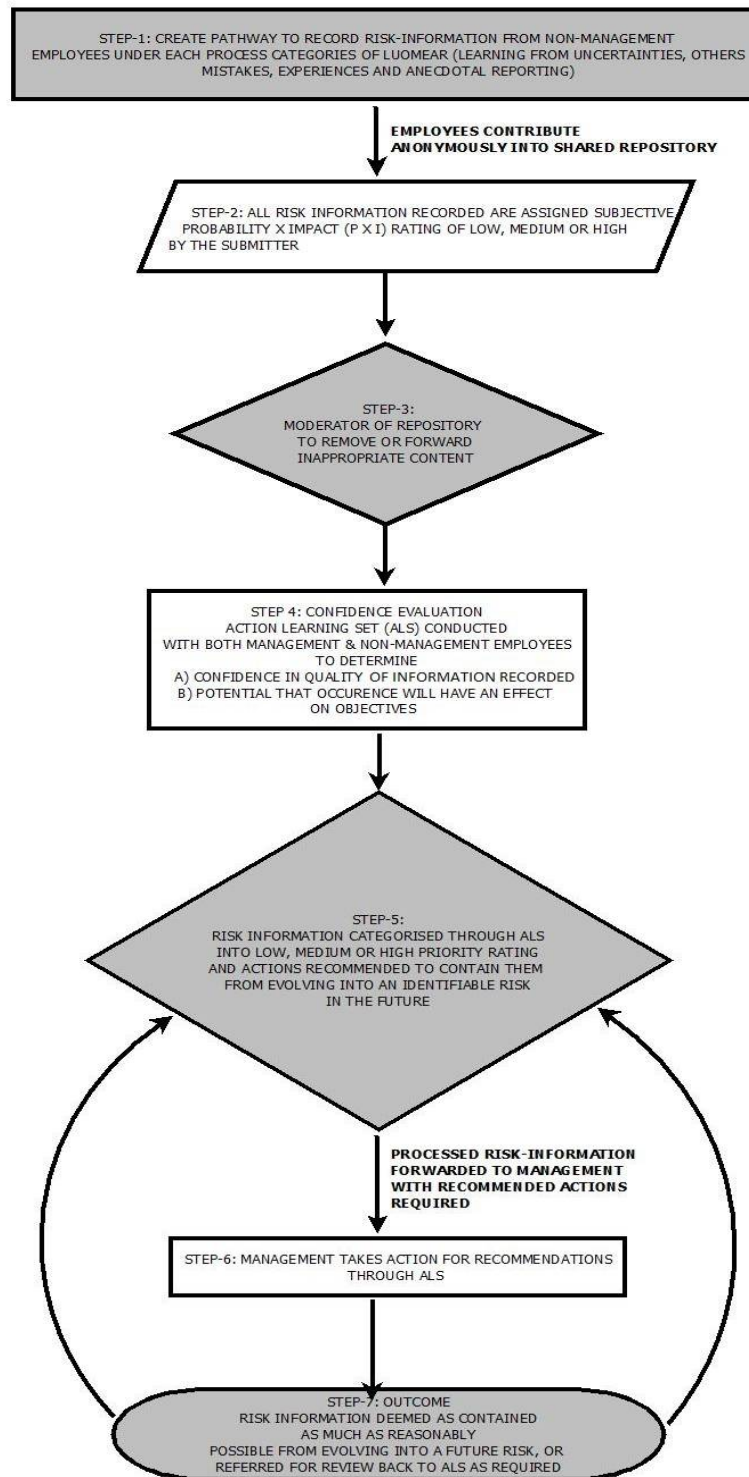 STEP-1: CREATE PATHWAY TO RECORD RISK-INFORMATION FROM NON-MANAGEMENT
EMPLOYEES UNDER EACH PROCESS CATEGORIES OF LUOMEAR (LEARNING FROM UNCERTAINTIES, OTHERS
MISTAKES, EXPERIENCES AND ANECDOTAL REPORTING)
EMPLOYEES CONTRIBUTE
ANONYMOUSLY INTO SHARED REPOSITORY
STEP-2: ALL RISK INFORMATION RECORDED ARE ASSIGNED SUBJECTIVE
PROBABILITY X IMPACT (P X I) RATING OF LOW, MEDIUM OR HIGH
BY THE SUBMITTER
STEP-3:
MODERATOR OF REPOSITORY
TO REMOVE OR FORWARD
INAPPROPRIATE CONTENT
STEP 4: CONFIDENCE EVALUATION
ACTION LEARNING SET (ALS) CONDUCTED
WITH BOTH MANAGEMENT & NON-MANAGEMENT EMPLOYEES
TO DETERMINE
A) CONFIDENCE IN QUALITY OF INFORMATION RECORDED
B) POTENTIAL THAT OCCURENCE WILL HAVE AN EFFECT
ON OBJECTIVES
STEP-5:
RISK INFORMATION CATEGORISED THROUGH ALS
INTO LOW, MEDIUM OR HIGH PRIORITY RATING
AND ACTIONS RECOMMENDED TO CONTAIN THEM
FROM EVOLVING INTO AN IDENTIFIABLE RISK
IN THE FUTURE
PROCESSED RISK-INFORMATION
FORWARDED TO MANAGEMENT
WITH RECOMMENDED ACTIONS
REQUIRED
STEP-6: MANAGEMENT TAKES ACTION FOR RECOMMENDATIONS
THROUGH ALS
STEP-7: OUTCOME
RISK INFORMATION DEEMED AS CONTAINED
AS MUCH AS REASONABLY
POSSIBLE FROM EVOLVING INTO A FUTURE RISK, OR
REFERRED FOR REVIEW BACK TO ALS AS REQUIRED